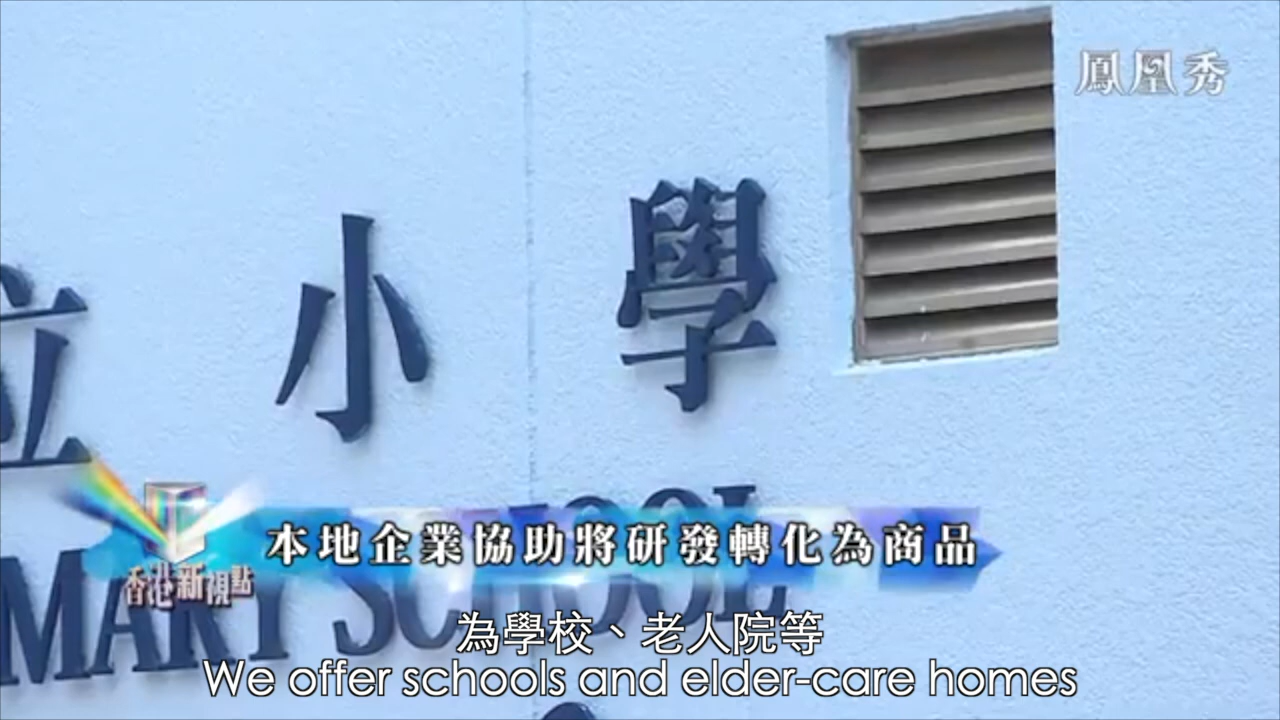 鳳凰秀
立小學
本地企業協助將研發轉化為商品
香港新視點
MARY SCHOOL
為學校、老人院等
We offer schools and elder-care homes